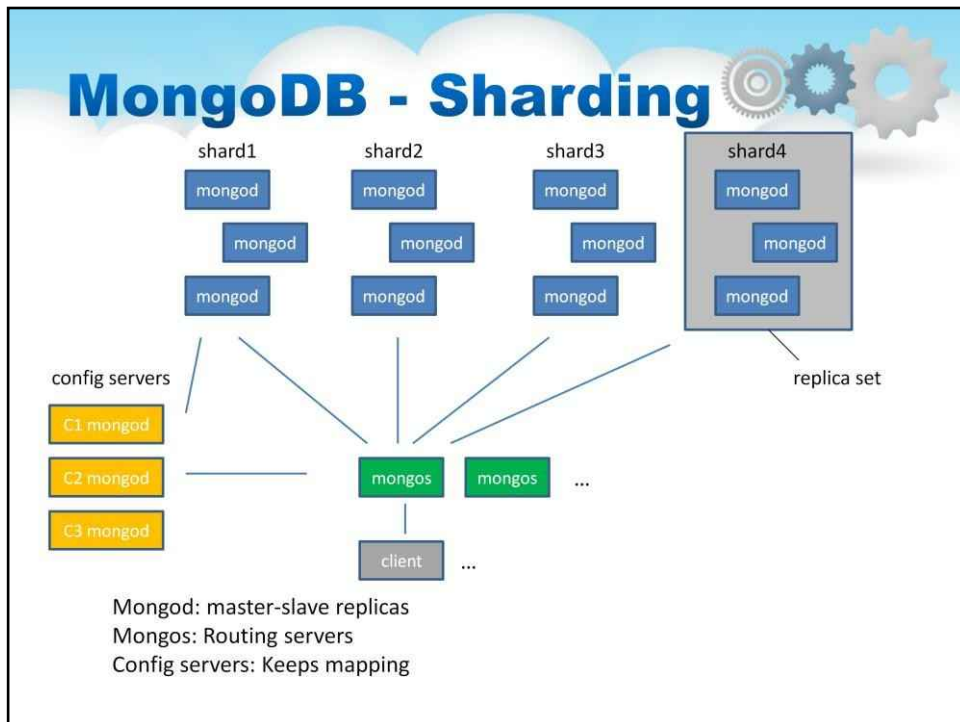 MongoDB - Sharding
shard1 shard2 shard3 shard4
mongod mongod mongod mongod
mongod mongod mongod mongod
mongod mongod mongod mongod
config servers
replica set
C1 mongod
C2 mongod
mongos mongos ...
C3 mongod
client ...
Mongod: master-slave replicas
Mongos: Routing servers
Config servers: Keeps mapping